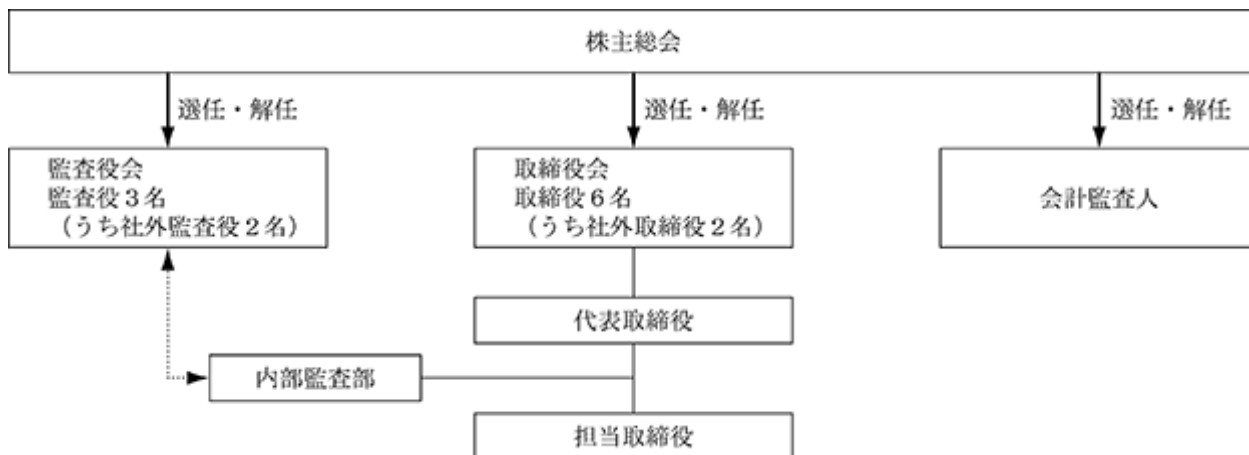 株主総会
選任・解任
選任・解任
選任・解任
監査役会
監査役3名
（うち社外監査役2名）
取締役会
取締役6名
（うち社外取締役2名）
会計監査人
代表取締役
内部監査部
担当取締役